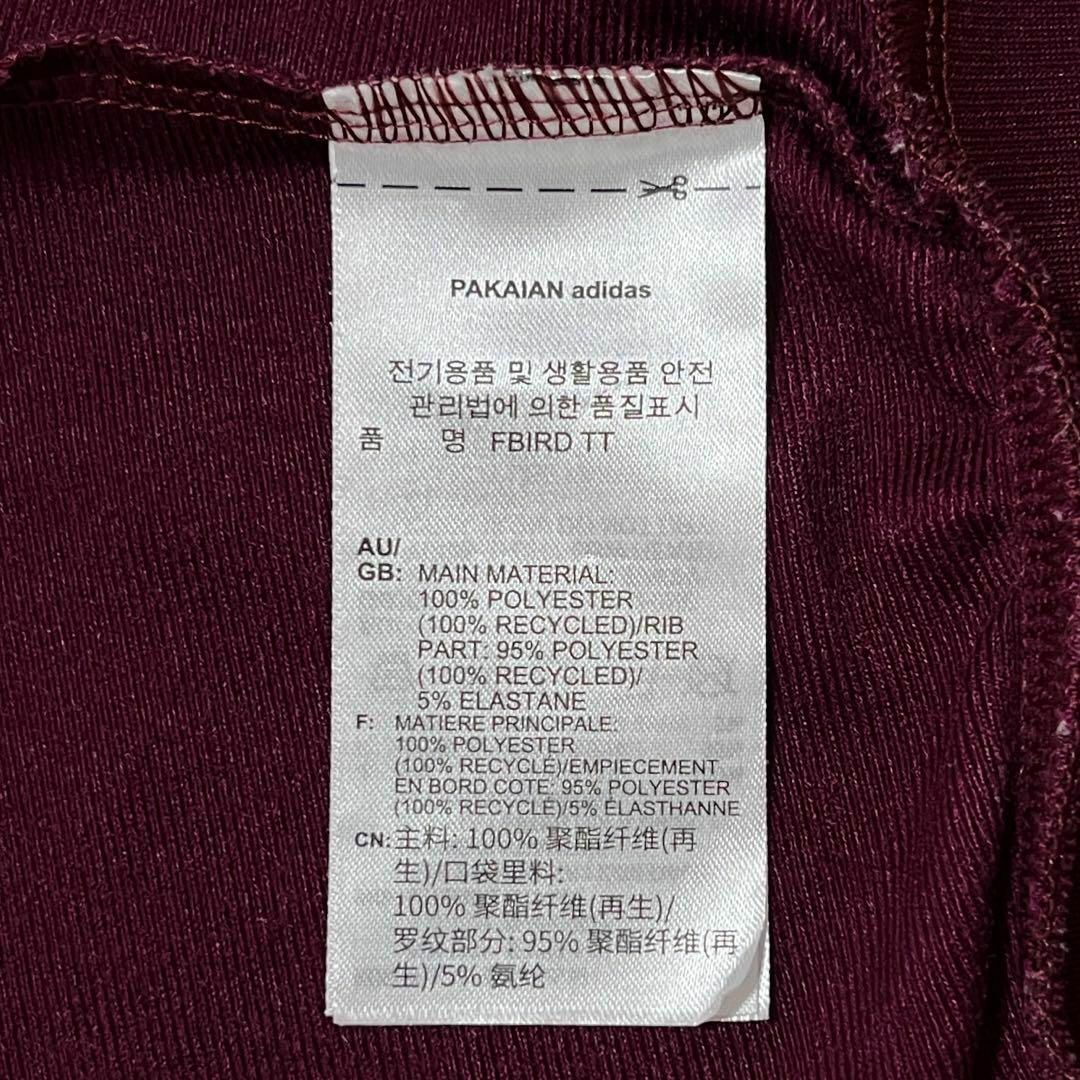 PAKAIAN adidas
전기용품 및 생활용품 안전
관리법에 의한 품질표시
품 명 FBIRD TT
AU/
GB: MAIN MATERIAL:
100% POLYESTER
(100% RECYCLED)/RIB
PART: 95% POLYESTER
(100% RECYCLED)/
5% ELASTANE
F: MATIERE PRINCIPALE:
100% POLYESTER
(100% RECYCLÉ)/EMPIECEMENT
EN BORD COTE: 95% POLYESTER
(100% RECYCLÉ)/5% ÉLASTHANNE
CN: 主料: 100% 聚酯纤维(再
生)/口袋里料:
100% 聚酯纤维(再生)/
罗纹部分: 95% 聚酯纤维(再
生)/5% 氨纶